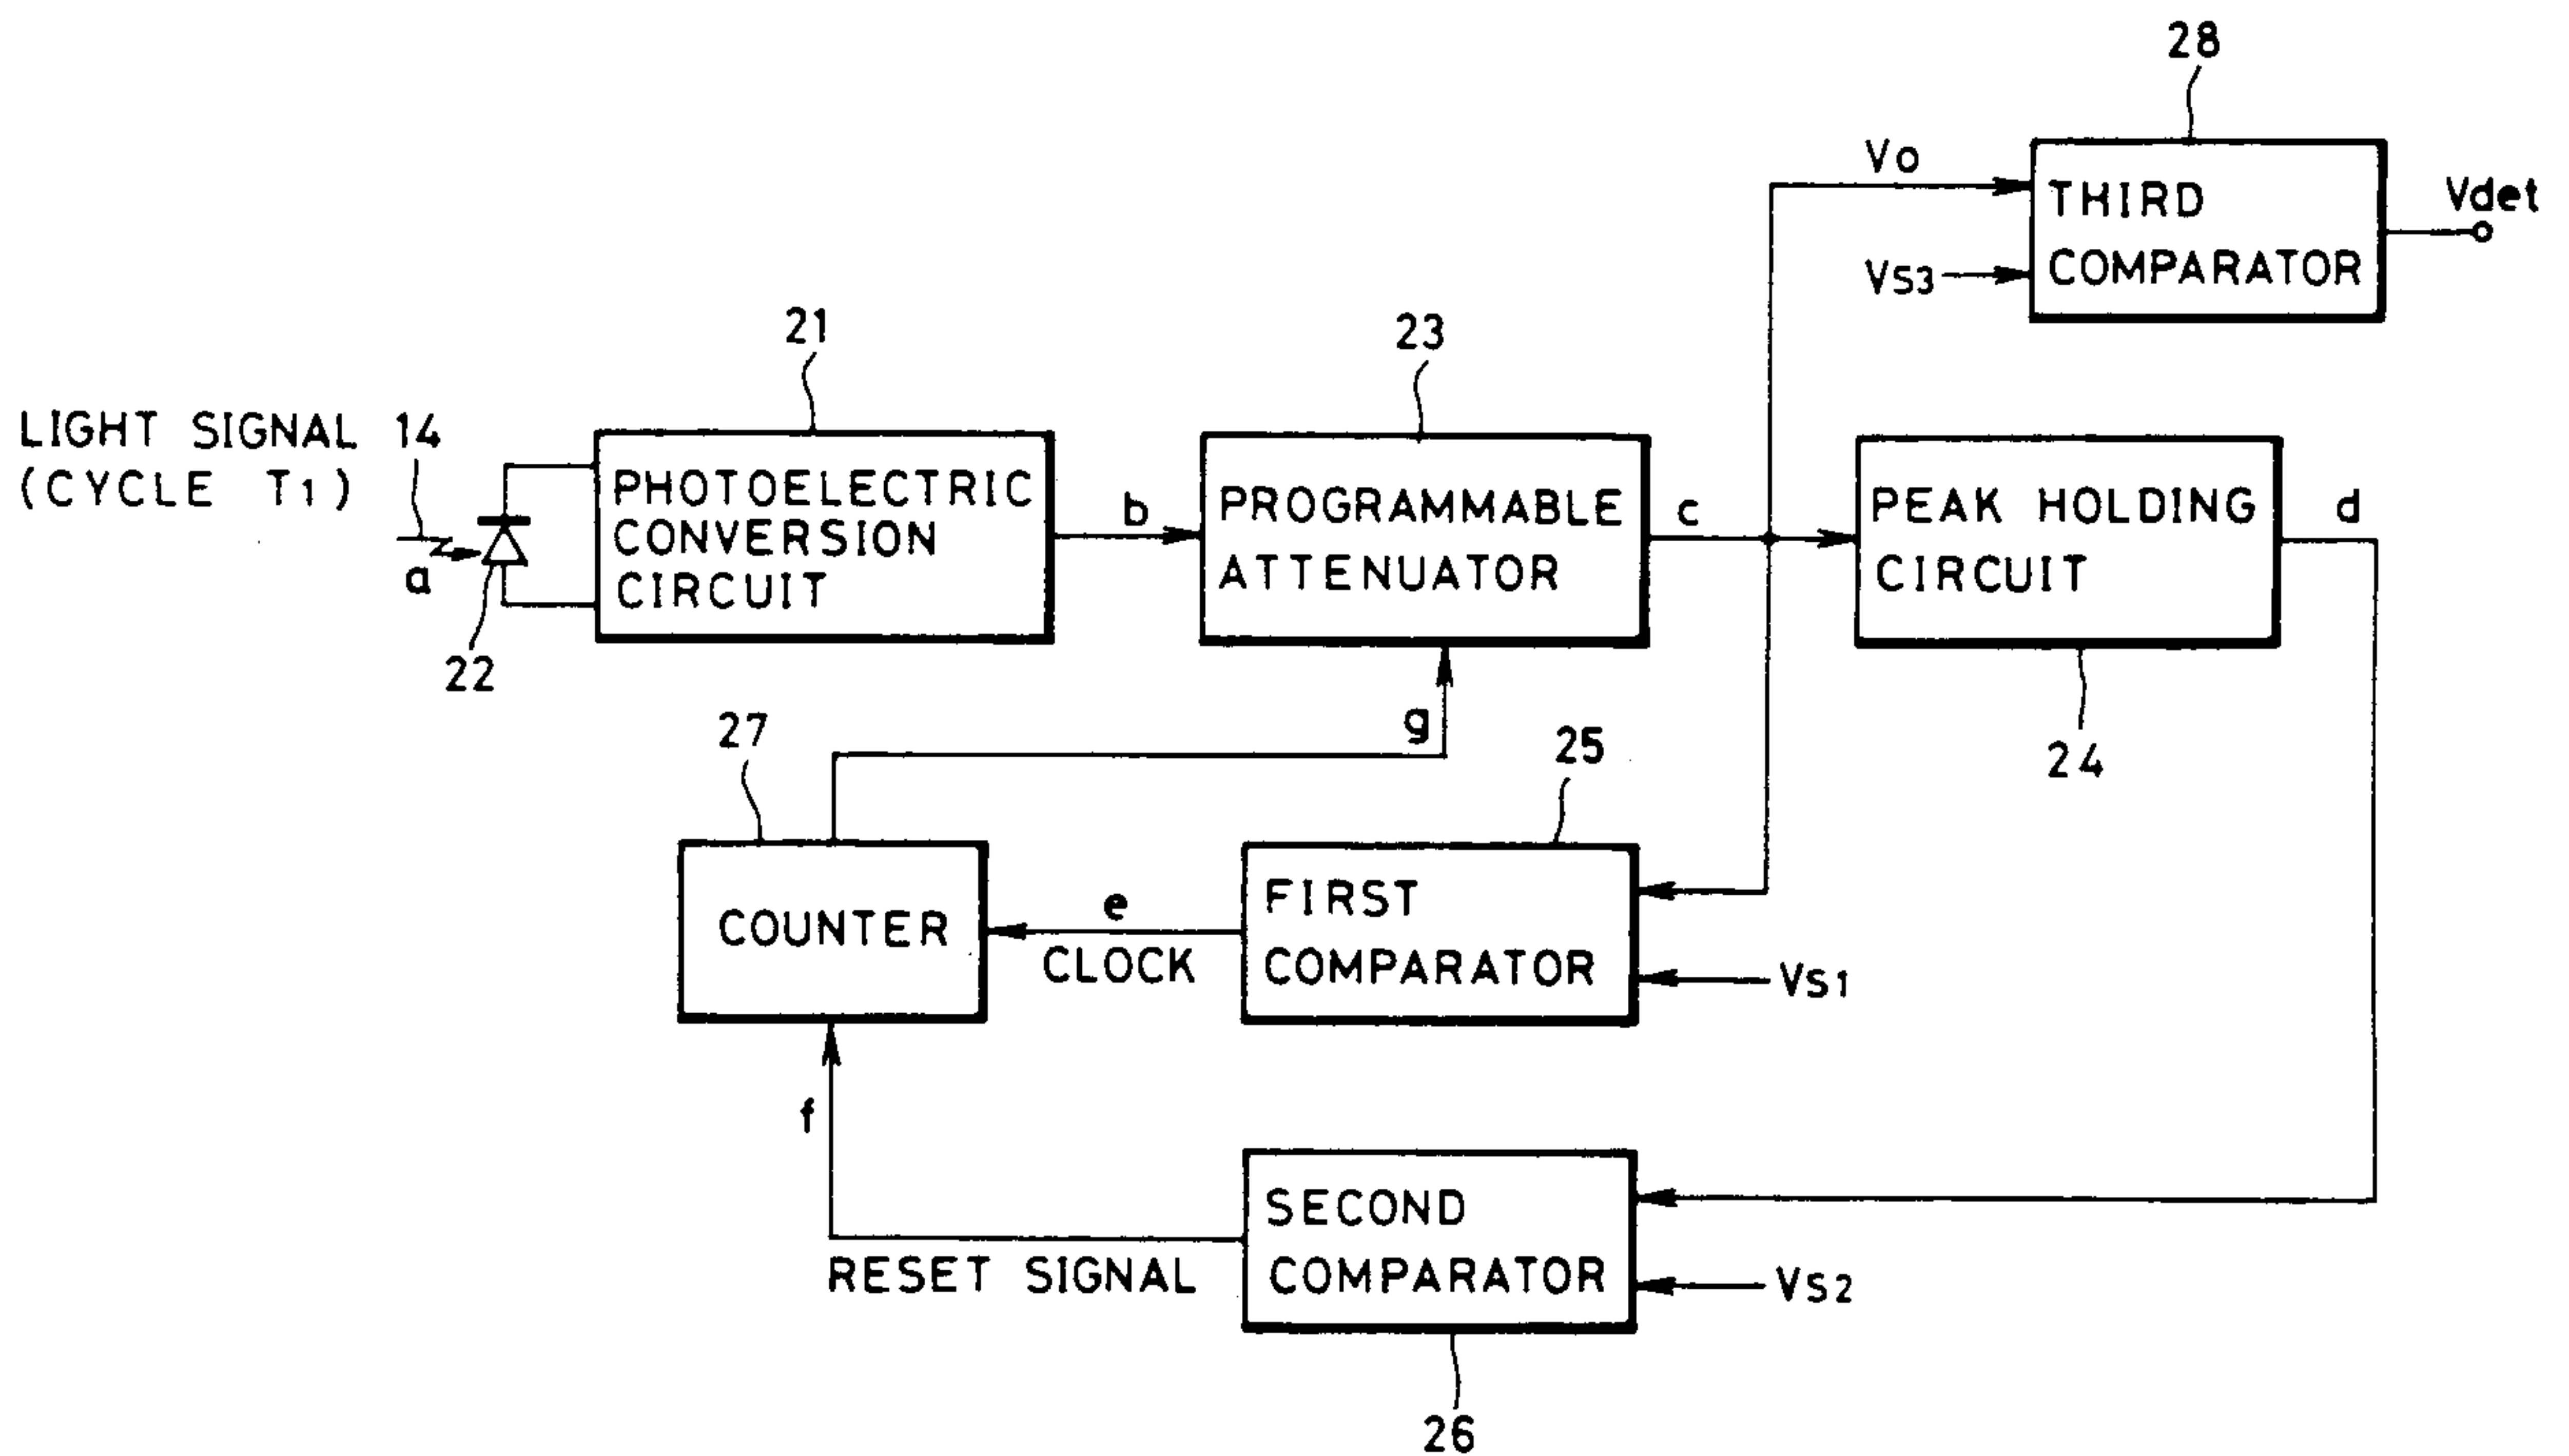 28
Vo
THIRD
COMPARATOR
VS3
Vdet
21
23
LIGHT SIGNAL 14
(CYCLE T1)
a
22
PHOTOELECTRIC
CONVERSION
CIRCUIT
b
PROGRAMMABLE
ATTENUATOR
c
PEAK HOLDING
CIRCUIT
d
24
g
27
25
COUNTER
e
CLOCK
FIRST
COMPARATOR
VS1
f
RESET SIGNAL
SECOND
COMPARATOR
VS2
26